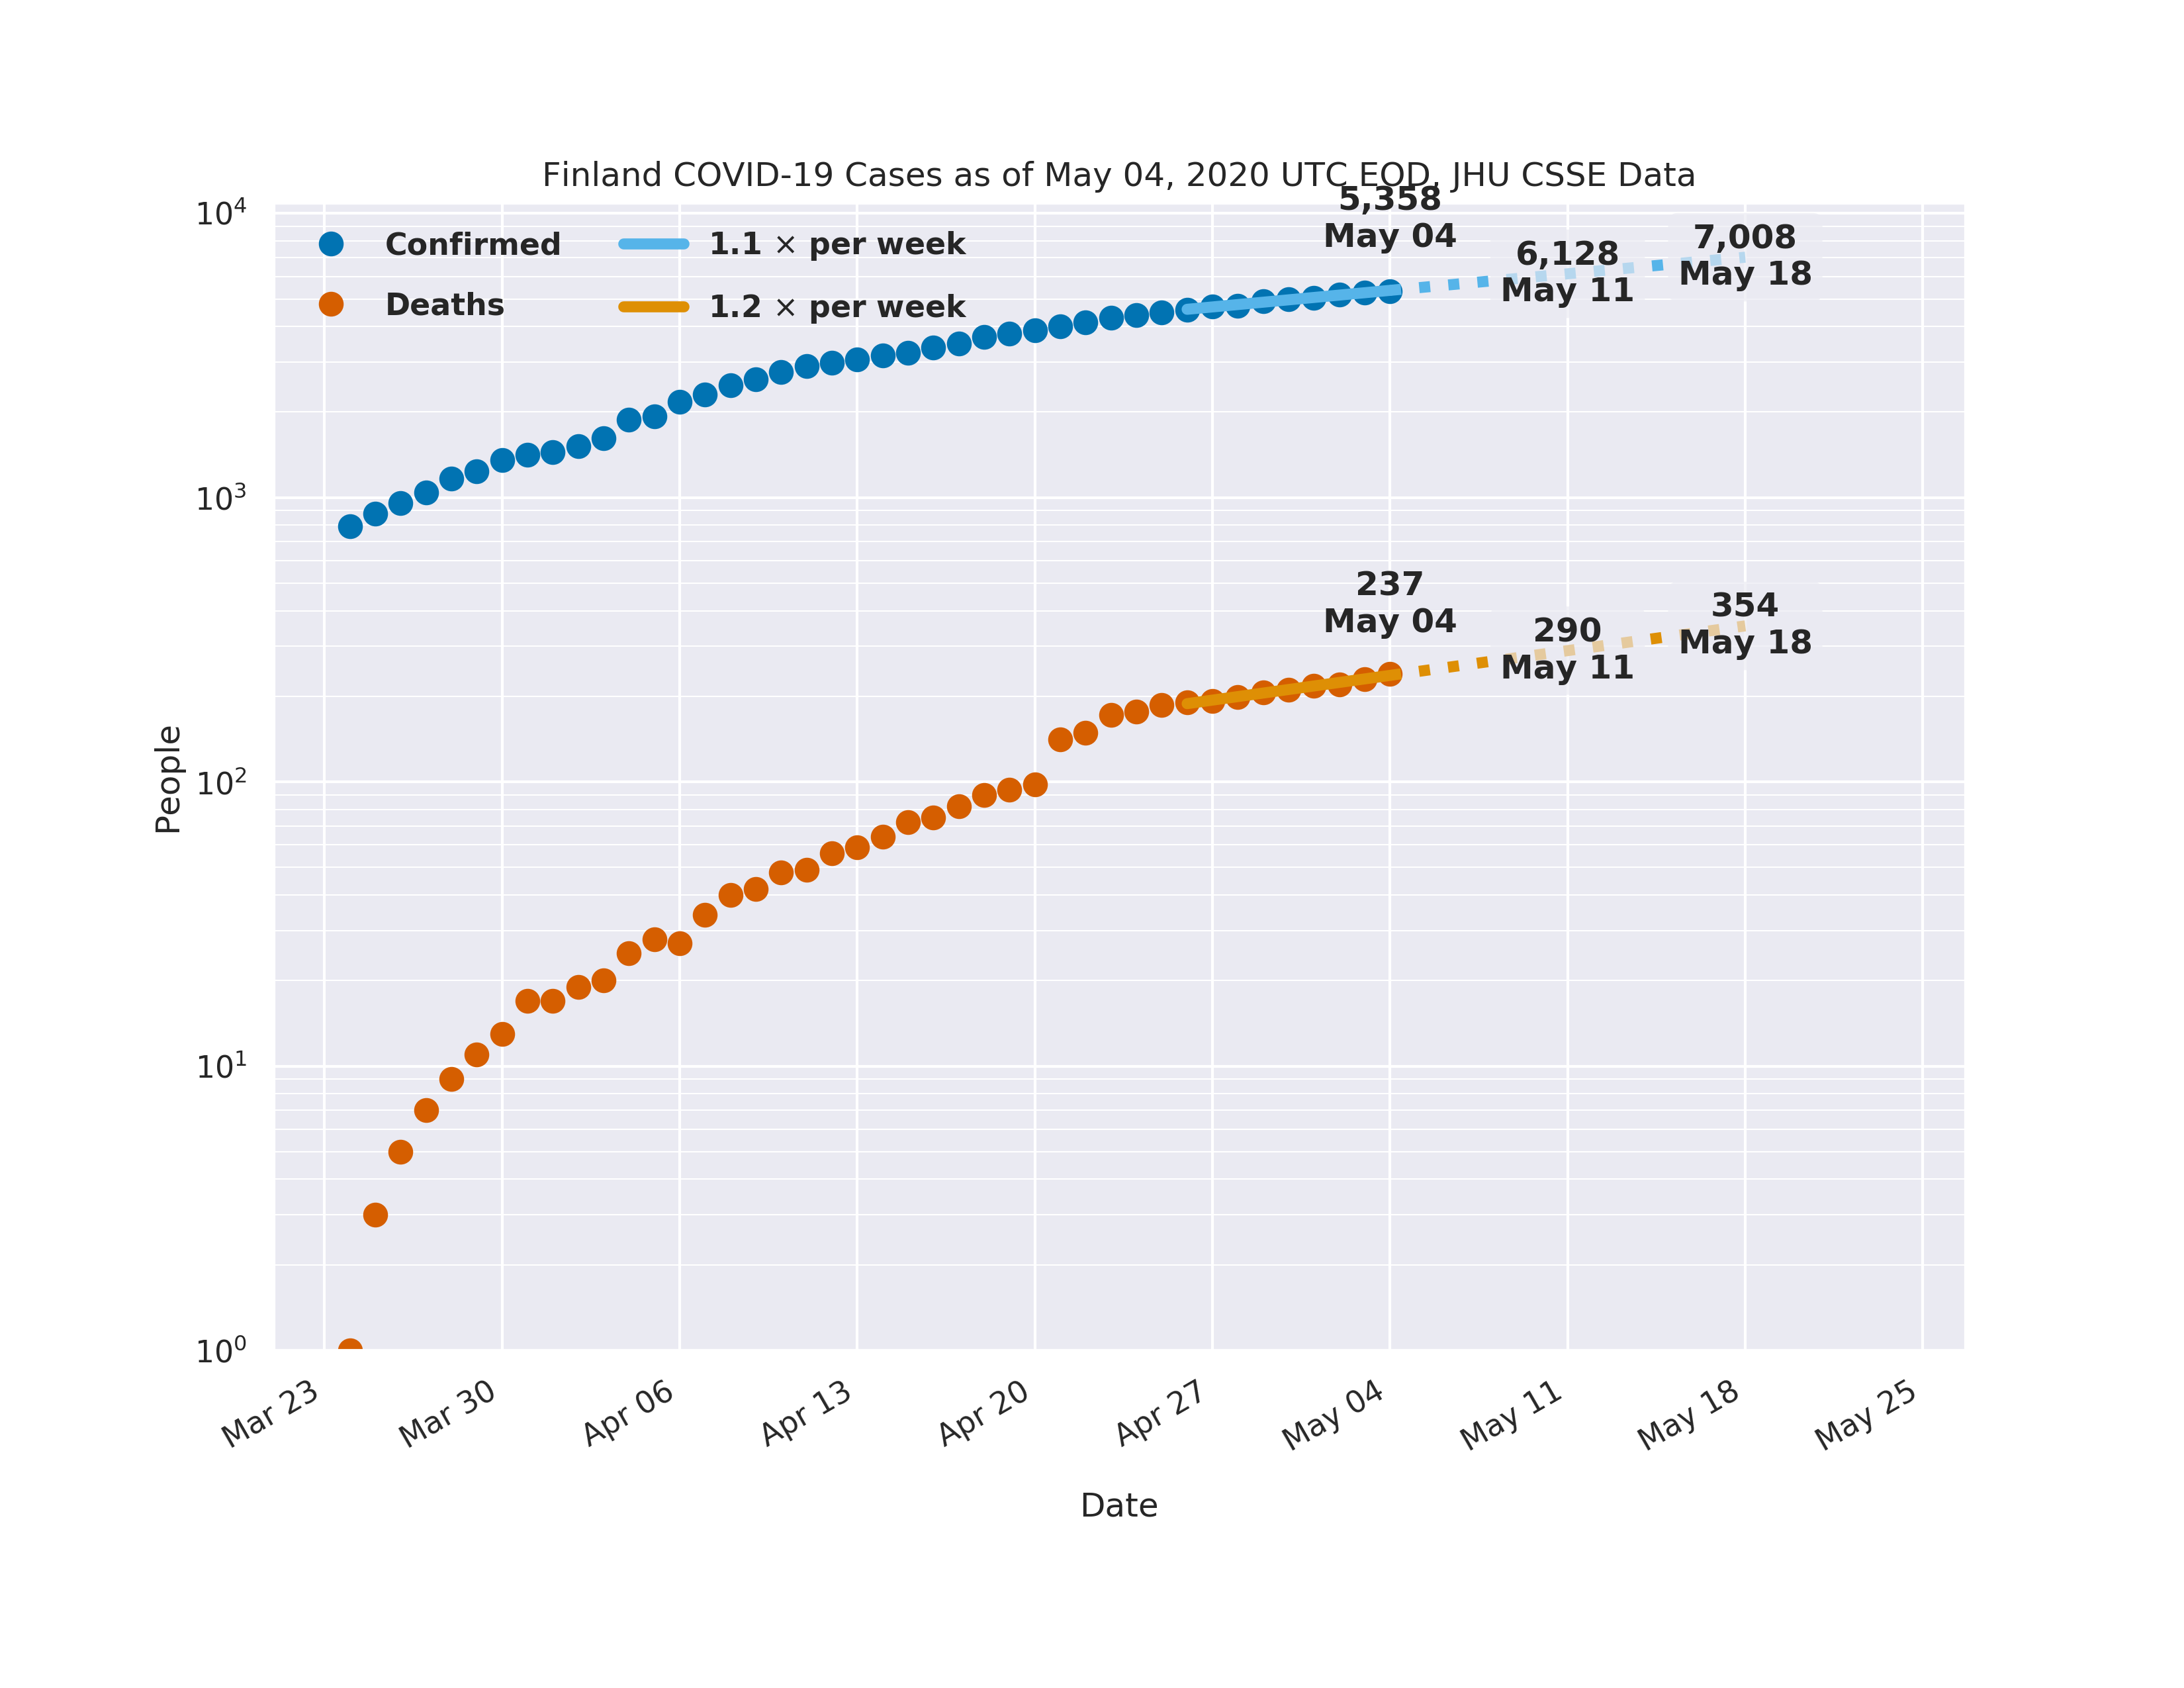 Finland COVID-19 Cases as of May 04, 2020 UTC EOD, JHU CSSE Data
Confirmed
Deaths
1.1 × per week
1.2 × per week
5,358
May 04
6,128
May 11
7,008
May 18
237
May 04
290
May 11
354
May 18
People
10⁴
10³
10²
10¹
10⁰
Mar 23
Mar 30
Apr 06
Apr 13
Apr 20
Apr 27
May 04
May 11
May 18
May 25
Date